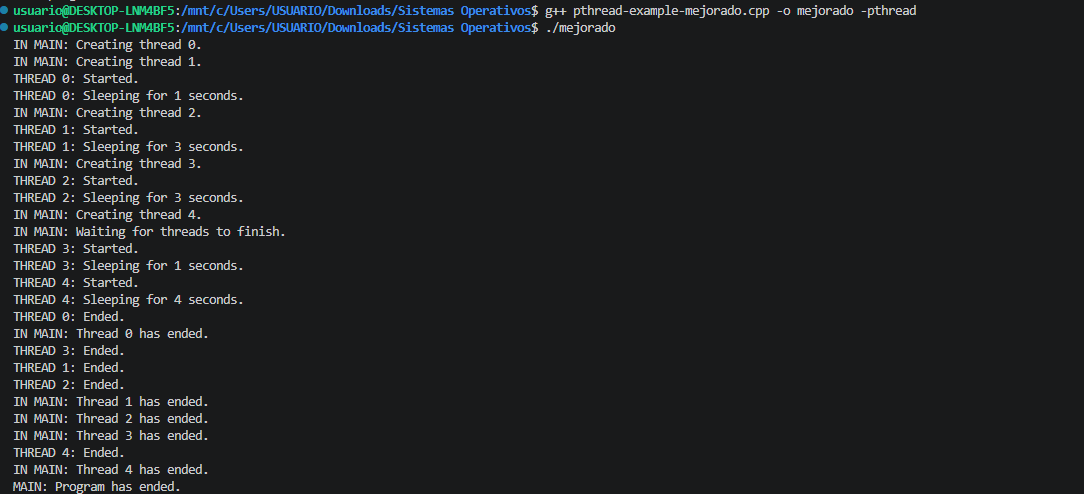 usuario@DESKTOP-LNM4BF5:/mnt/c/Users/USUARIO/Downloads/Sistemas Operativos$ g++ pthread-example-mejorado.cpp -o mejorado -pthread
usuario@DESKTOP-LNM4BF5:/mnt/c/Users/USUARIO/Downloads/Sistemas Operativos$ ./mejorado
IN MAIN: Creating thread 0.
IN MAIN: Creating thread 1.
THREAD 0: Started.
THREAD 0: Sleeping for 1 seconds.
IN MAIN: Creating thread 2.
THREAD 1: Started.
THREAD 1: Sleeping for 3 seconds.
IN MAIN: Creating thread 3.
THREAD 2: Started.
THREAD 2: Sleeping for 3 seconds.
IN MAIN: Creating thread 4.
IN MAIN: Waiting for threads to finish.
THREAD 3: Started.
THREAD 3: Sleeping for 1 seconds.
THREAD 4: Started.
THREAD 4: Sleeping for 4 seconds.
THREAD 0: Ended.
IN MAIN: Thread 0 has ended.
THREAD 3: Ended.
THREAD 1: Ended.
THREAD 2: Ended.
IN MAIN: Thread 1 has ended.
IN MAIN: Thread 2 has ended.
IN MAIN: Thread 3 has ended.
THREAD 4: Ended.
IN MAIN: Thread 4 has ended.
MAIN: Program has ended.